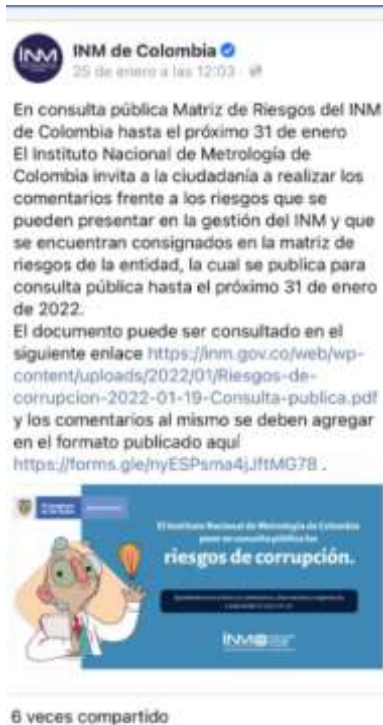 INM
INM de Colombia
25 de enero a las 12:03
En consulta pública Matriz de Riesgos del INM
de Colombia hasta el próximo 31 de enero
El Instituto Nacional de Metrología de
Colombia invita a la ciudadanía a realizar los
comentarios frente a los riesgos que se
pueden presentar en la gestión del INM y que
se encuentran consignados en la matriz de
riesgos de la entidad, la cual se publica para
consulta pública hasta el próximo 31 de enero
de 2022.
El documento puede ser consultado en el
siguiente enlace https://inm.gov.co/web/wp-
content/uploads/2022/01/Riesgos-de-
corrupcion-2022-01-19-Consulta-publica.pdf
y los comentarios al mismo se deben agregar
en el formato publicado aquí
https://forms.gle/nyESPsma4jJftMG78 .
El Instituto Nacional de Metrología de Colombia
pone en consulta pública los
riesgos de corrupción.
INM
6 veces compartido